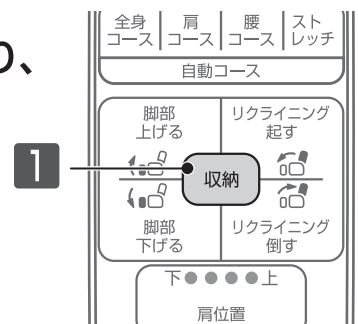 全身コース
肩コース
腰コース
ストレッチ
自動コース
り、
脚部上げる
リクライニング起す
1
収納
脚部下げる
リクライニング倒す
下●●●●上
肩位置